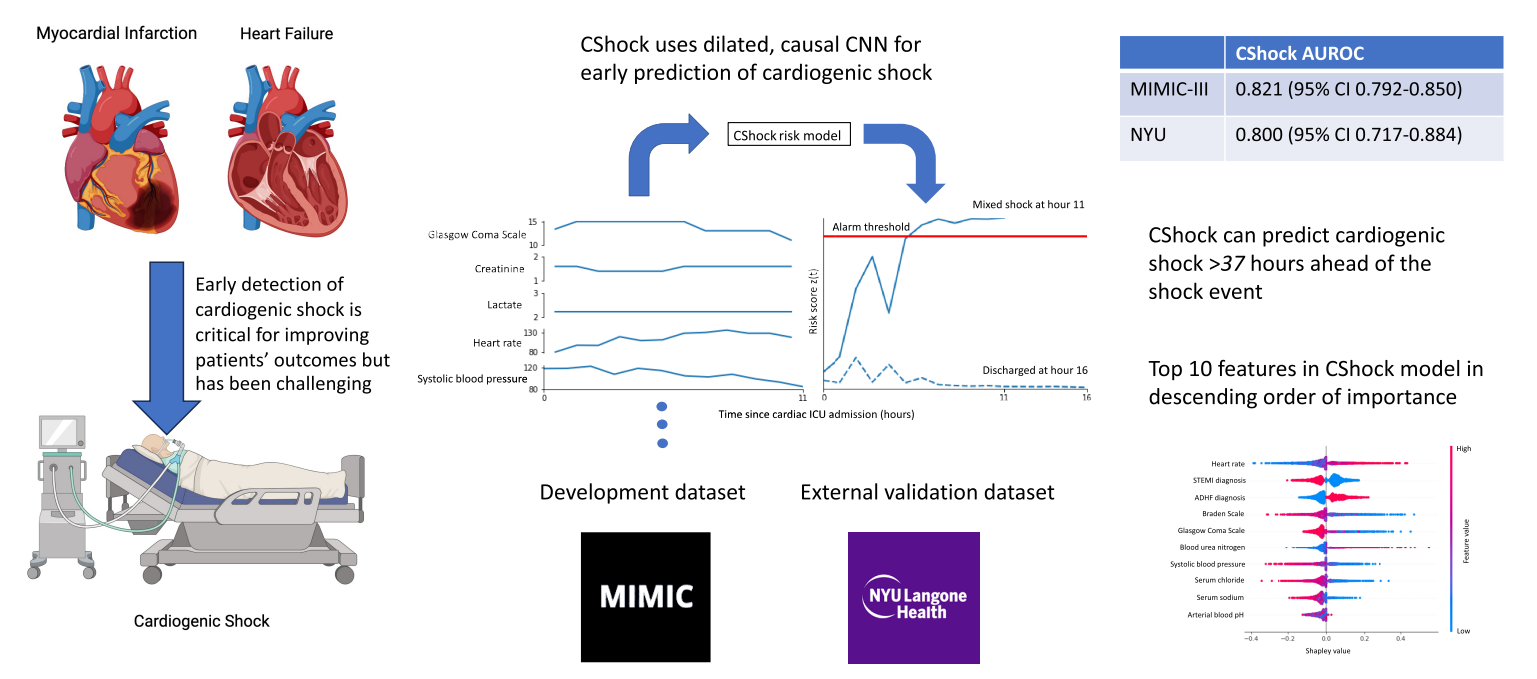 Myocardial Infarction
Heart Failure
Early detection of
cardiogenic shock is
critical for improving
patients’ outcomes but
has been challenging
Cardiogenic Shock
CShock uses dilated, causal CNN for
early prediction of cardiogenic shock
CShock risk model
Glasgow Coma Scale
15
10
Creatinine
2
1
Lactate
3
2
Heart rate
130
80
Systolic blood pressure
120
80
0
11
Mixed shock at hour 11
Alarm threshold
Risk score z(t)
Discharged at hour 16
0
11
16
Time since cardiac ICU admission (hours)
Development dataset
External validation dataset
MIMIC
NYU Langone
Health
CShock AUROC
MIMIC-III 0.821 (95% CI 0.792-0.850)
NYU 0.800 (95% CI 0.717-0.884)
CShock can predict cardiogenic
shock >37 hours ahead of the
shock event
Top 10 features in CShock model in
descending order of importance
Heart rate
STEMI diagnosis
ADHF diagnosis
Braden Scale
Glasgow Coma Scale
Blood urea nitrogen
Systolic blood pressure
Serum chloride
Serum sodium
Arterial blood pH
−0.4 −0.2 0.0 0.2 0.4
Shapley value
High
Feature value
Low